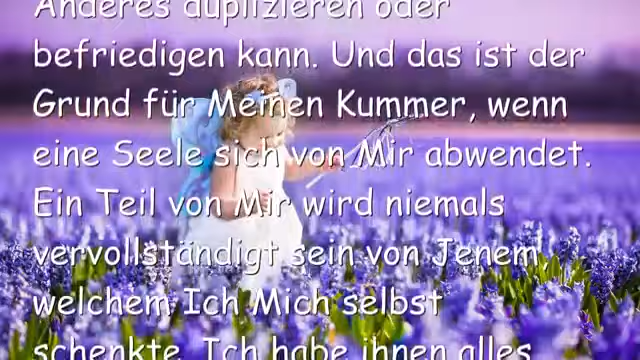 Anderes duplizieren oder
befriedigen kann. Und das ist der
Grund für Meinen Kummer, wenn
eine Seele sich von Mir abwendet.
Ein Teil von Mir wird niemals
vervollständigt sein von Jenem
welchem Ich Mich selbst
schenkte. Ich habe ihnen alles